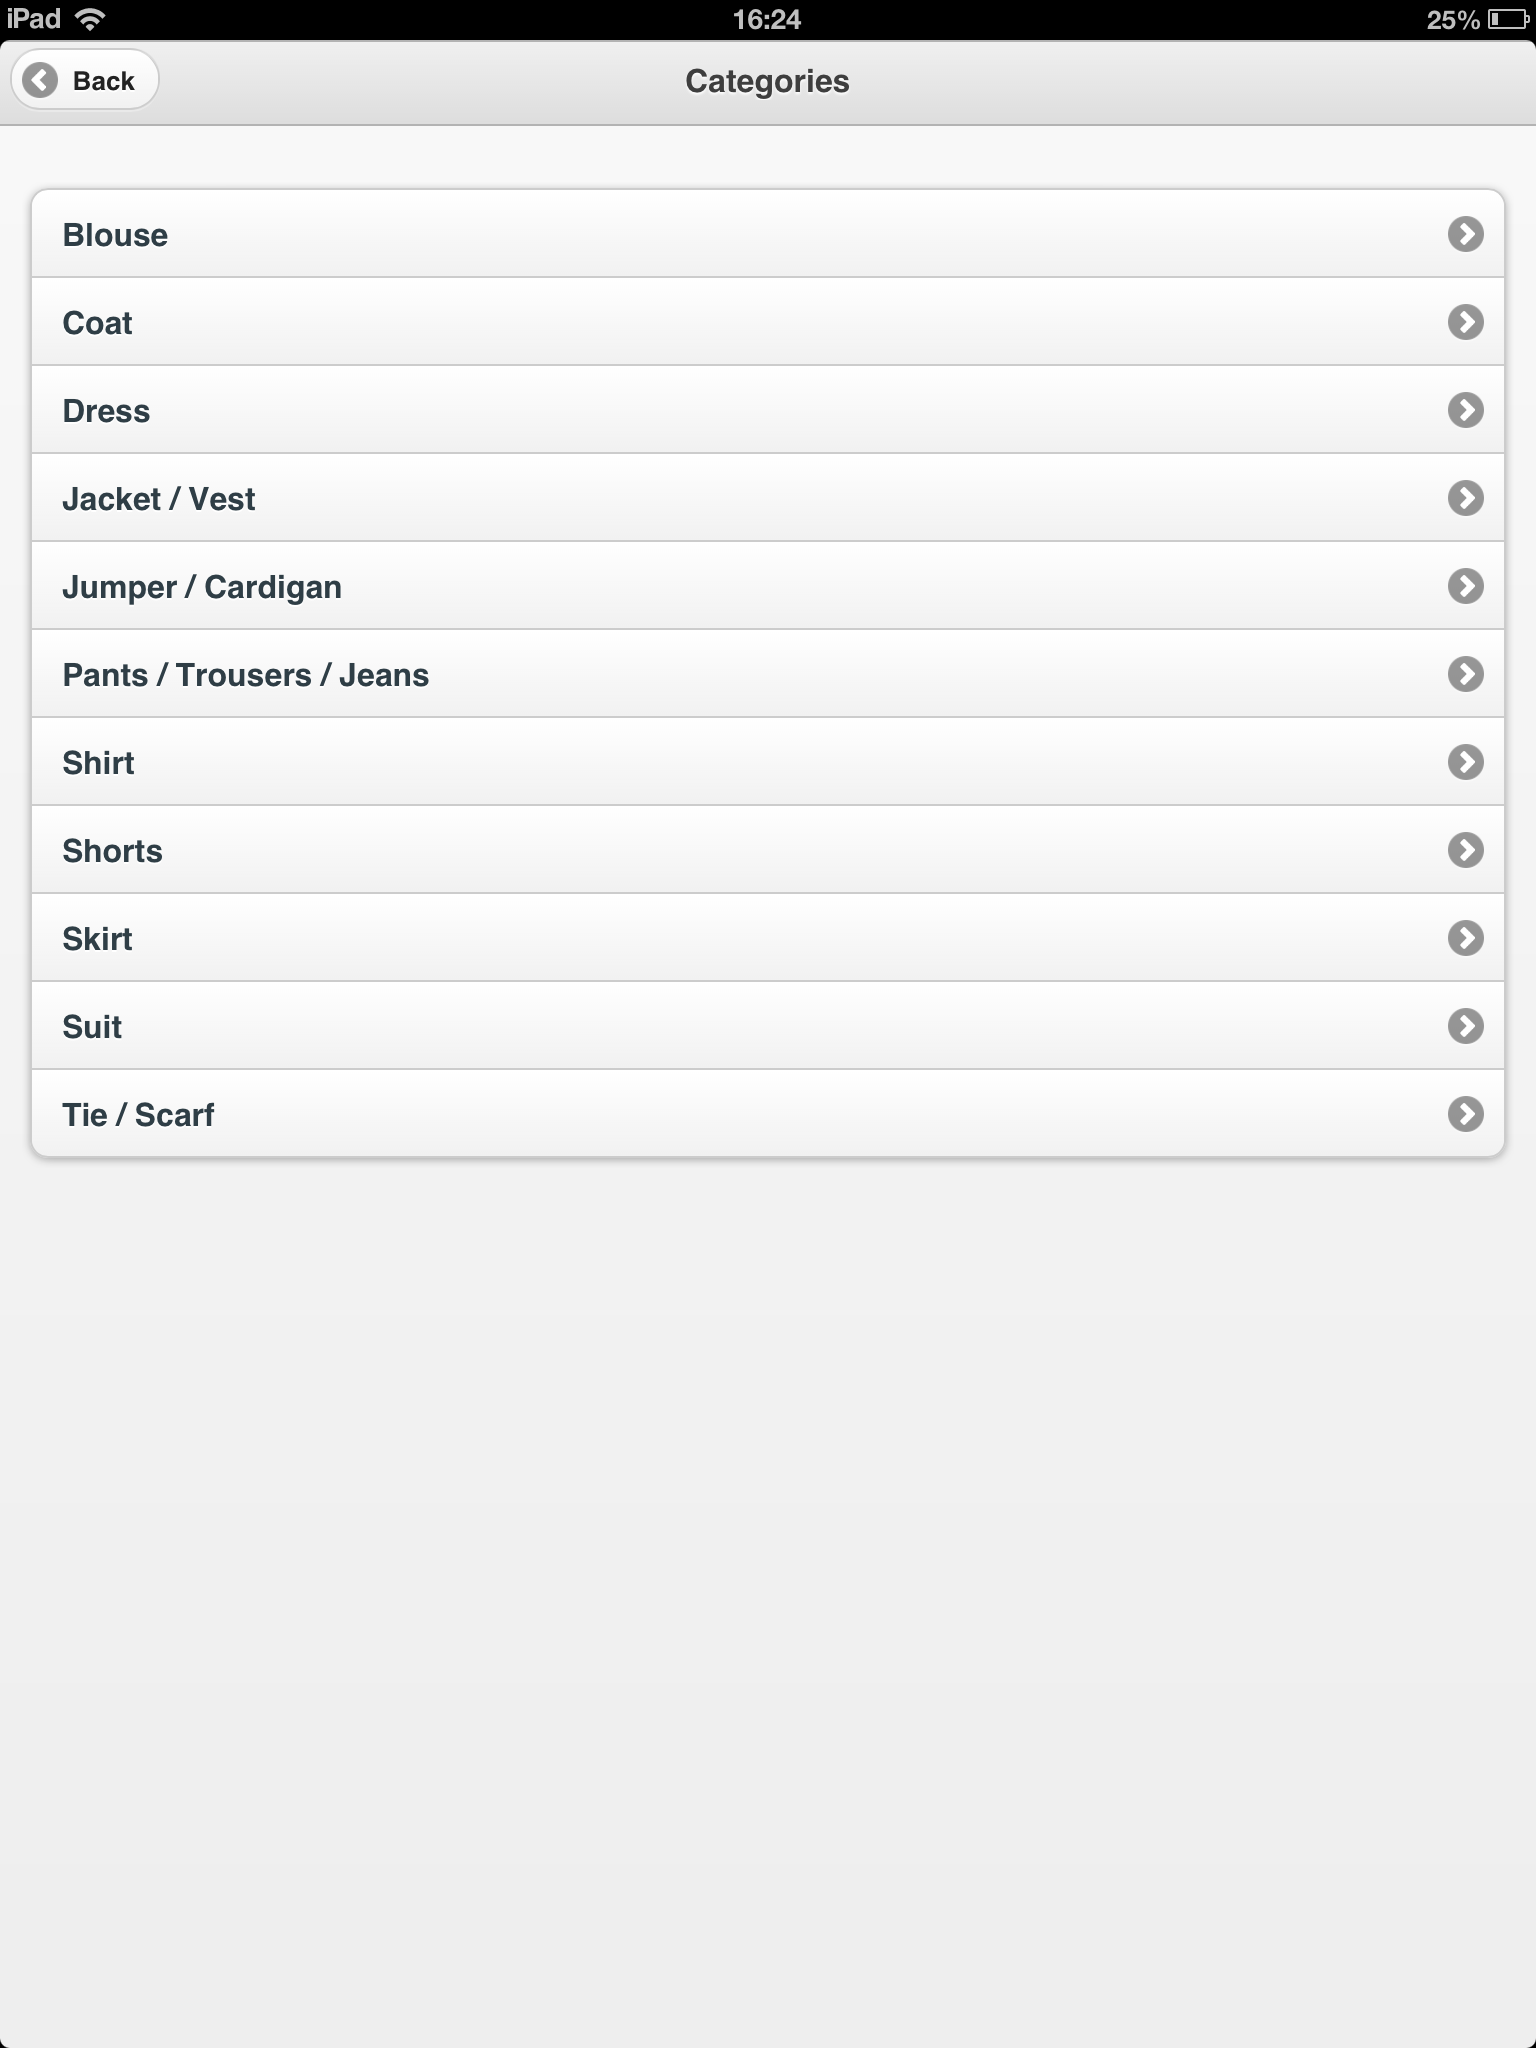 iPad 16:24 25%
Back Categories
Blouse
Coat
Dress
Jacket / Vest
Jumper / Cardigan
Pants / Trousers / Jeans
Shirt
Shorts
Skirt
Suit
Tie / Scarf